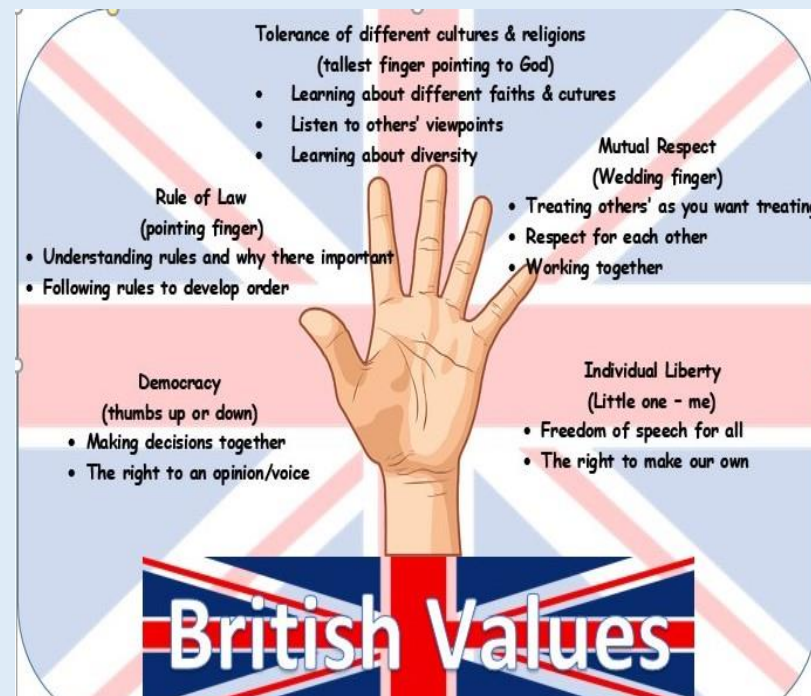 Tolerance of different cultures & religions
(tallest finger pointing to God)
• Learning about different faiths & cutures
• Listen to others' viewpoints
• Learning about diversity
Mutual Respect
(Wedding finger)
• Treating others' as you want treating
• Respect for each other
• Working together
Rule of Law
(pointing finger)
• Understanding rules and why there important
• Following rules to develop order
Democracy
(thumbs up or down)
• Making decisions together
• The right to an opinion/voice
Individual Liberty
(Little one – me)
• Freedom of speech for all
• The right to make our own
British Values